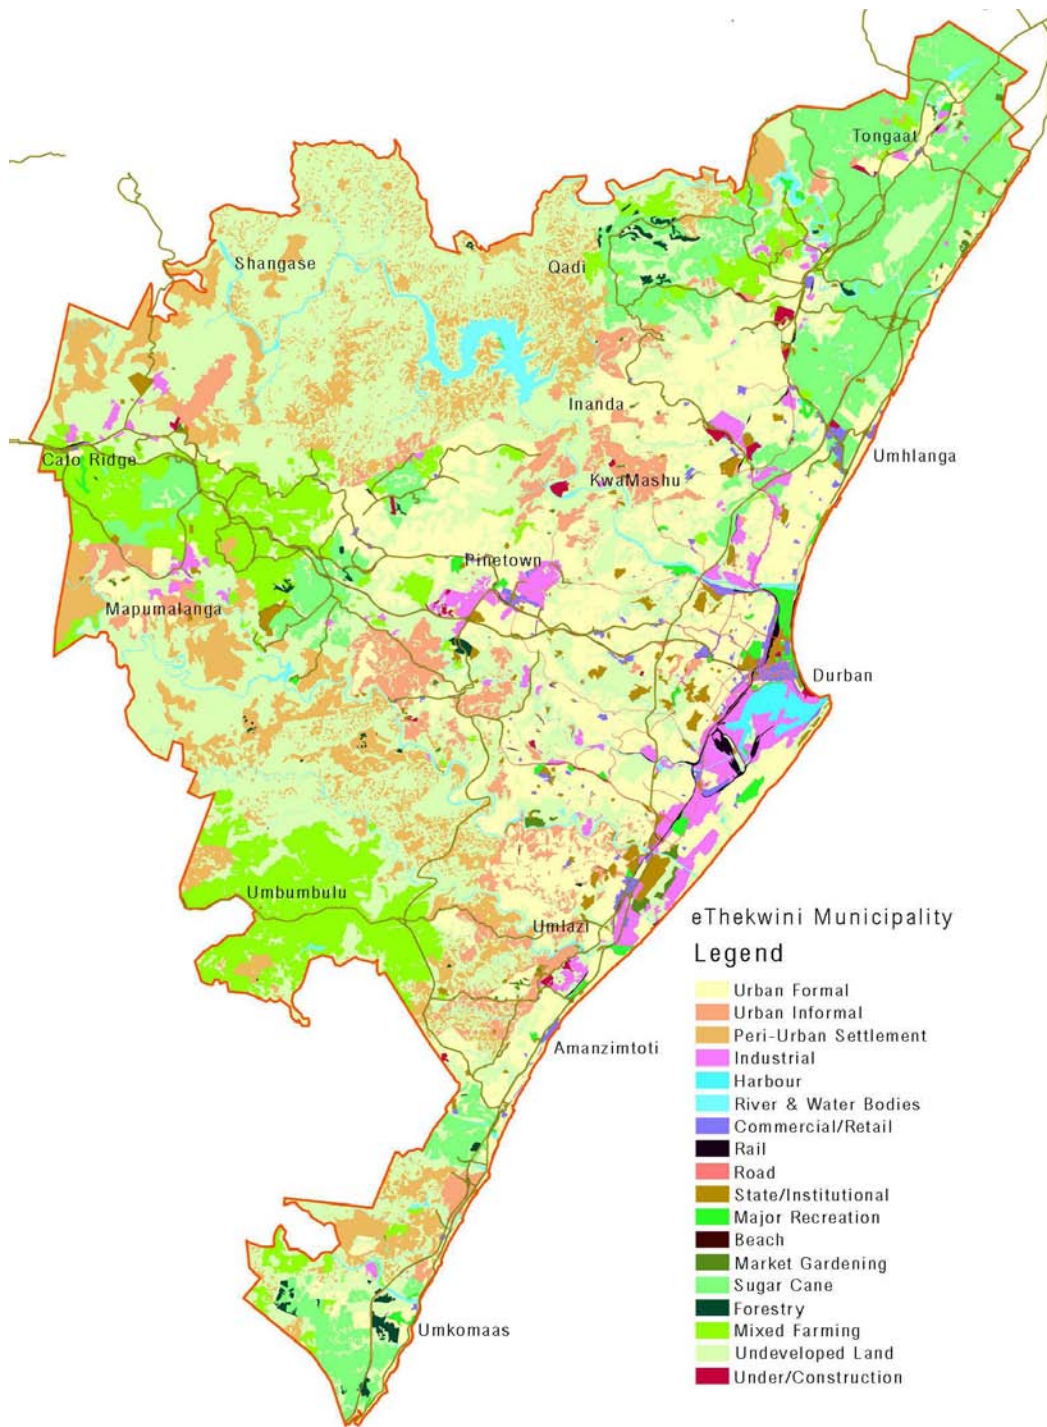 Tongaat
Shangase
Qadi
Inanda
Umhlanga
Cato Ridge
KwaMashu
Pinetown
Mapumalanga
Durban
Umbumbulu
eThekwini Municipality
Umlazi
Legend
Urban Formal
Urban Informal
Peri-Urban Settlement
Amanzimtoti
Industrial
Harbour
River & Water Bodies
Commercial/Retail
Rail
Road
State/Institutional
Major Recreation
Beach
Market Gardening
Sugar Cane
Forestry
Umkomaas
Mixed Farming
Undeveloped Land
Under/Construction